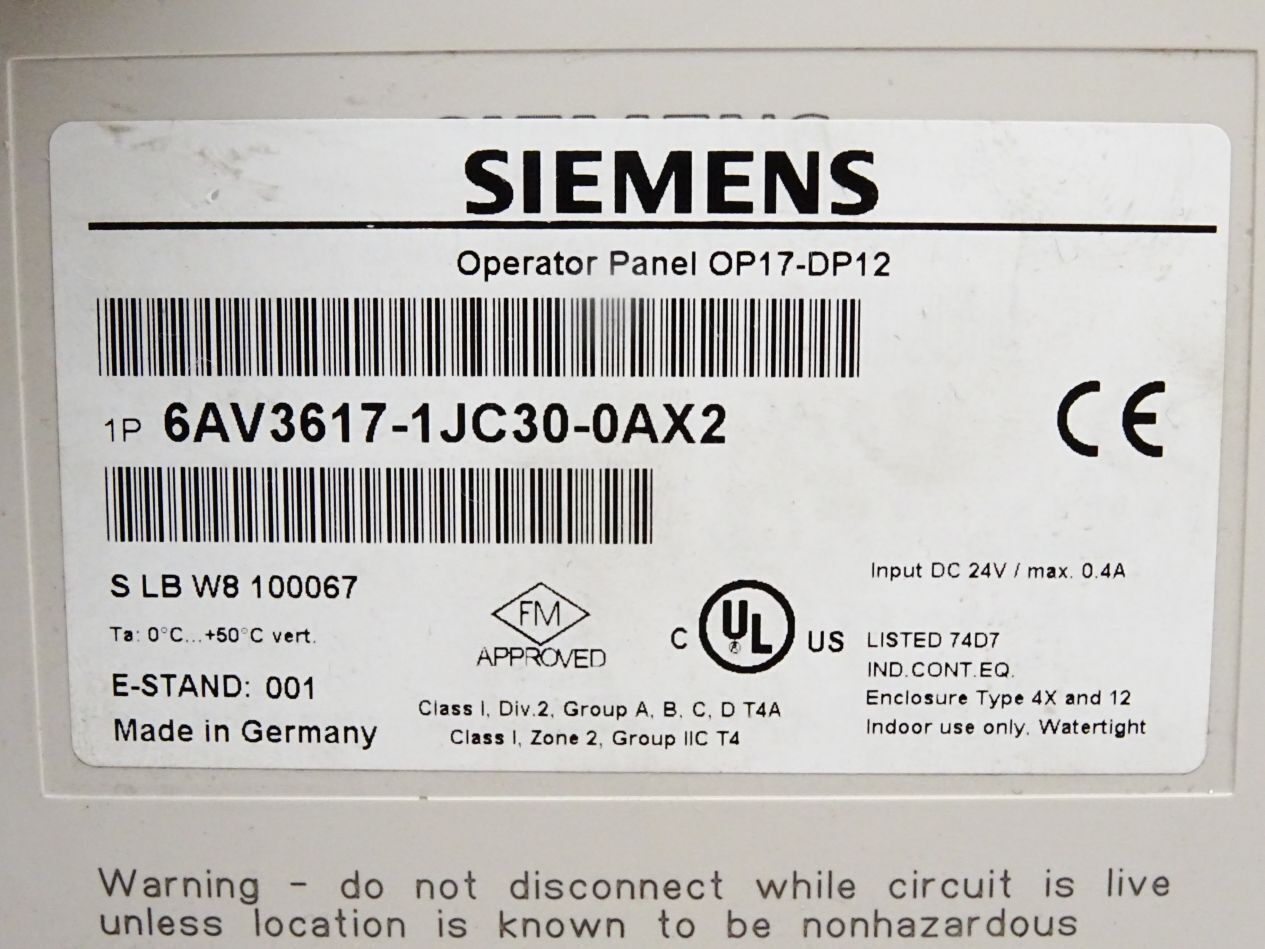 SIEMENS
Operator Panel OP17-DP12
1P 6AV3617-1JC30-0AX2
CE
S LB W8 100067
Ta: 0°C...+50°C vert.
E-STAND: 001
Made in Germany
FM
APPROVED
C UL US
Class I, Div.2, Group A, B, C, D T4A
Class I, Zone 2, Group IIC T4
Input DC 24V / max. 0.4A
LISTED 74D7
IND.CONT.EQ.
Enclosure Type 4X and 12
Indoor use only, Watertight
Warning - do not disconnect while circuit is live
unless location is known to be nonhazardous